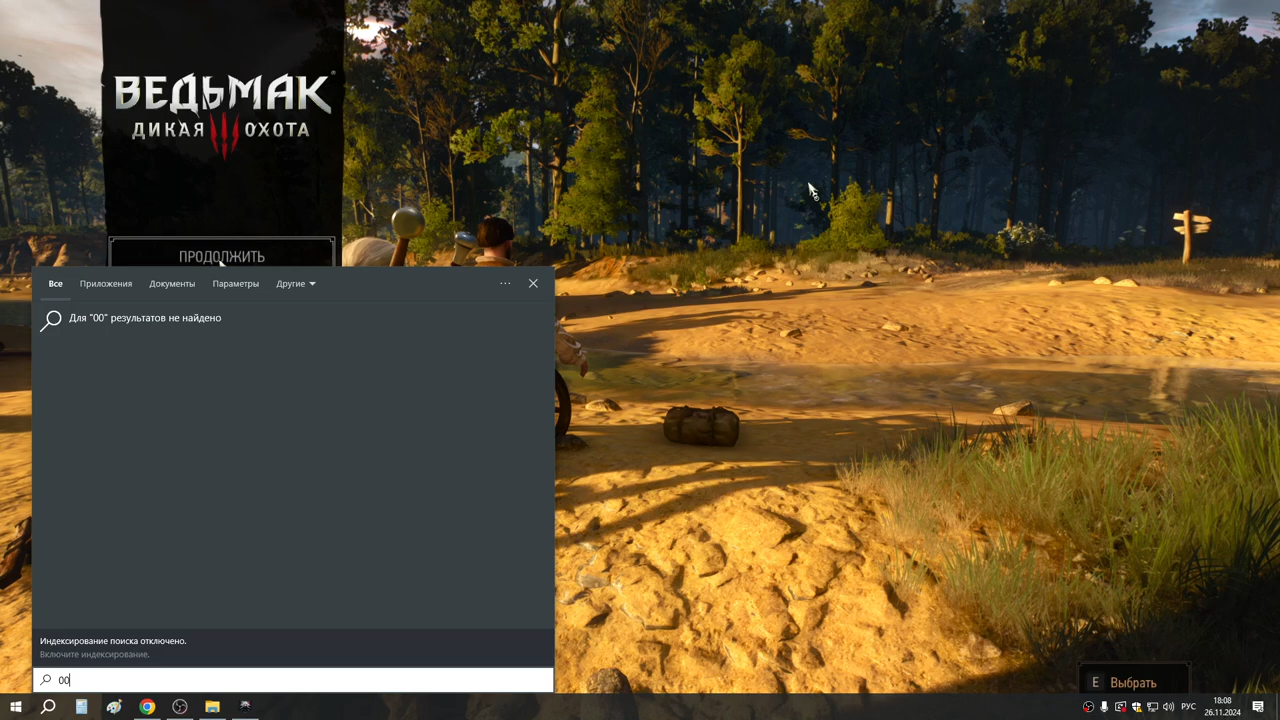 ВЕДЬМАК
ДИКАЯ III ОХОТА
ПРОДОЛЖИТЬ
Все Приложения Документы Параметры Другие
Для "00" результатов не найдено
Индексирование поиска отключено.
Включите индексирование.
00
E Выбрать
РУС
18:08
26.11.2024